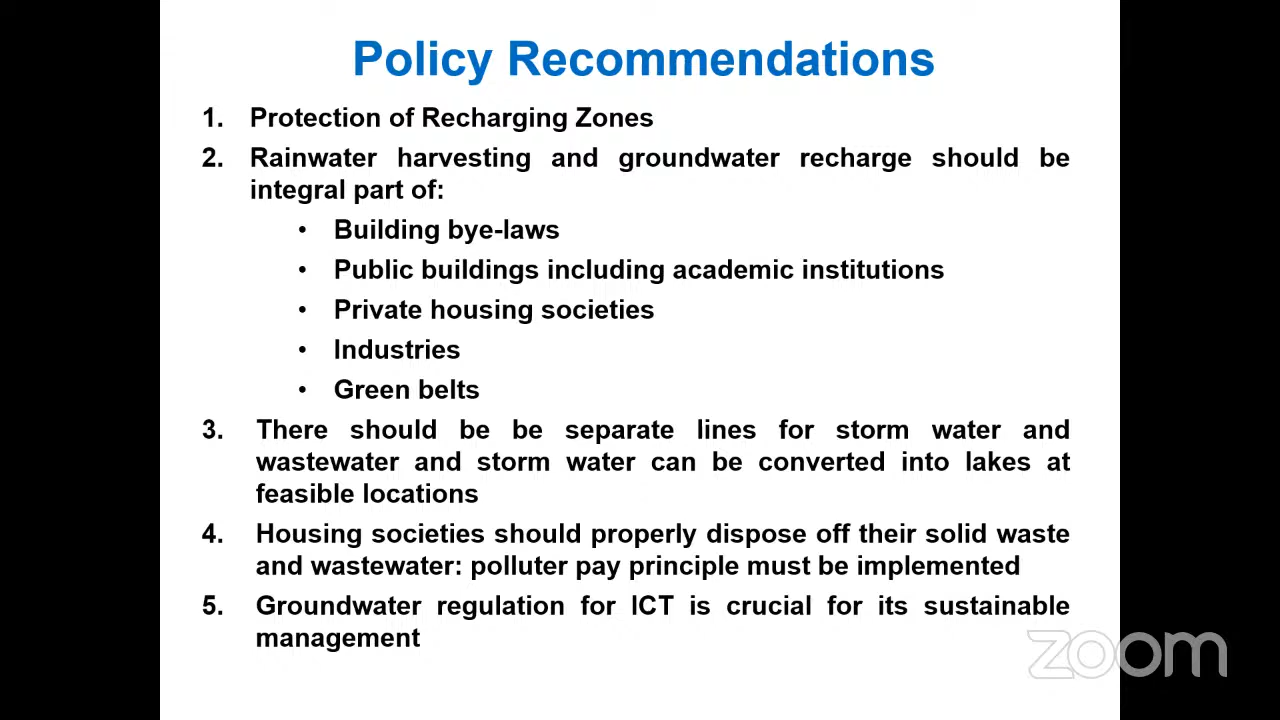 Policy Recommendations
1. Protection of Recharging Zones
2. Rainwater harvesting and groundwater recharge should be
integral part of:
• Building bye-laws
• Public buildings including academic institutions
• Private housing societies
• Industries
• Green belts
3. There should be be separate lines for storm water and
wastewater and storm water can be converted into lakes at
feasible locations
4. Housing societies should properly dispose off their solid waste
and wastewater: polluter pay principle must be implemented
5. Groundwater regulation for ICT is crucial for its sustainable
management
zoom